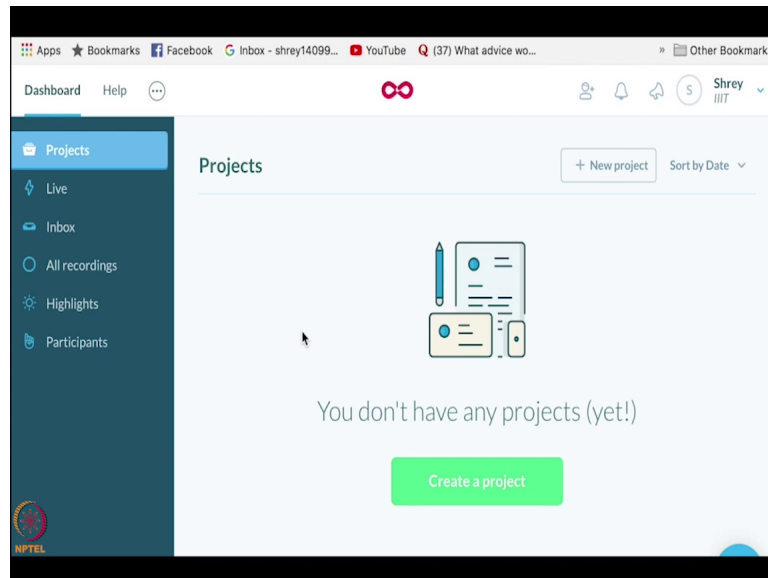 Apps Bookmarks Facebook Inbox - shrey14099... YouTube (37) What advice wo... » Other Bookmark
Dashboard Help Shrey
S IIIT
Projects
Live
Inbox
All recordings
Highlights
Participants
Projects + New project Sort by Date
You don't have any projects (yet!)
Create a project
NPTEL